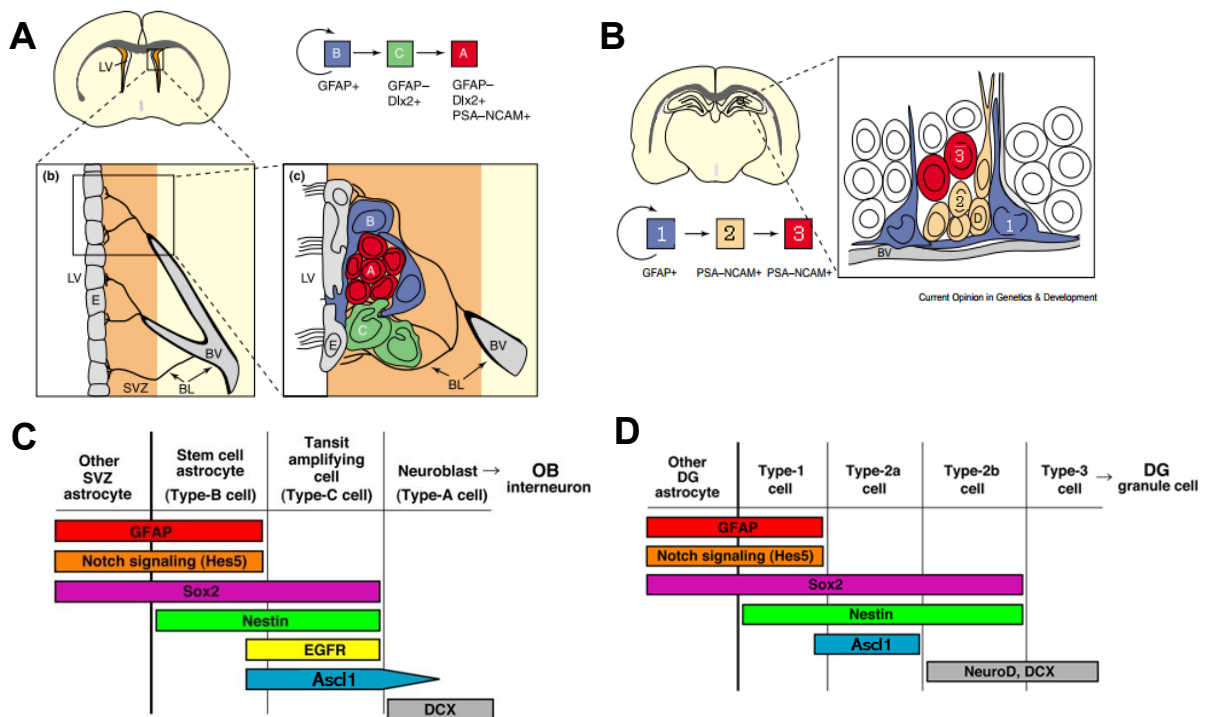 A
LV
B
C
A
GFAP+
GFAP–
Dlx2+
GFAP–
Dlx2+
PSA–NCAM+
(b)
LV
E
SVZ
BL
BV
(c)
LV
B
A
C
E
BL
BV
B
1
2
3
GFAP+
PSA–NCAM+
PSA–NCAM+
3
2
D
1
BV
Current Opinion in Genetics & Development
C
Other
SVZ
astrocyte
Stem cell
astrocyte
(Type-B cell)
Tansit
amplifying
cell
(Type-C cell)
Neuroblast →
(Type-A cell)
OB
interneuron
GFAP
Notch signaling (Hes5)
Sox2
Nestin
EGFR
Ascl1
DCX
D
Other
DG
astrocyte
Type-1
cell
Type-2a
cell
Type-2b
cell
Type-3
cell →
DG
granule cell
GFAP
Notch signaling (Hes5)
Sox2
Nestin
Ascl1
NeuroD, DCX